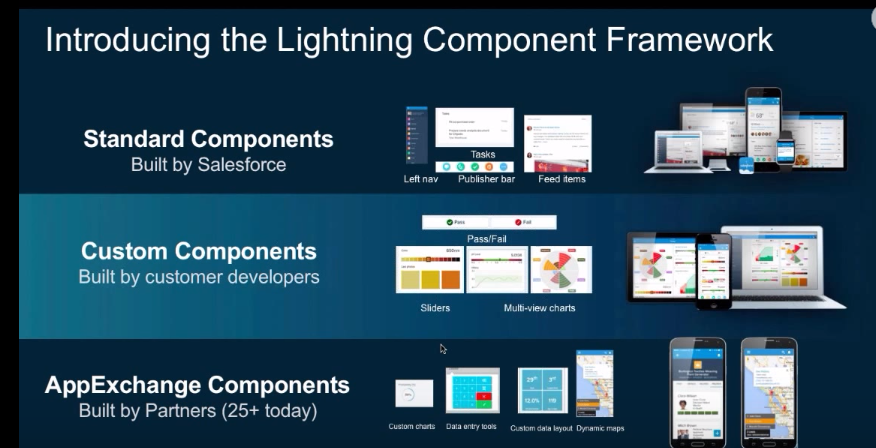 Introducing the Lightning Component Framework
Standard Components
Built by Salesforce
Tasks
Left nav
Publisher bar
Feed items
Custom Components
Built by customer developers
Pass
Fail
Pass/Fail
Sliders
Multi-view charts
AppExchange Components
Built by Partners (25+ today)
Custom charts
Data entry tools
Custom data layout
Dynamic maps